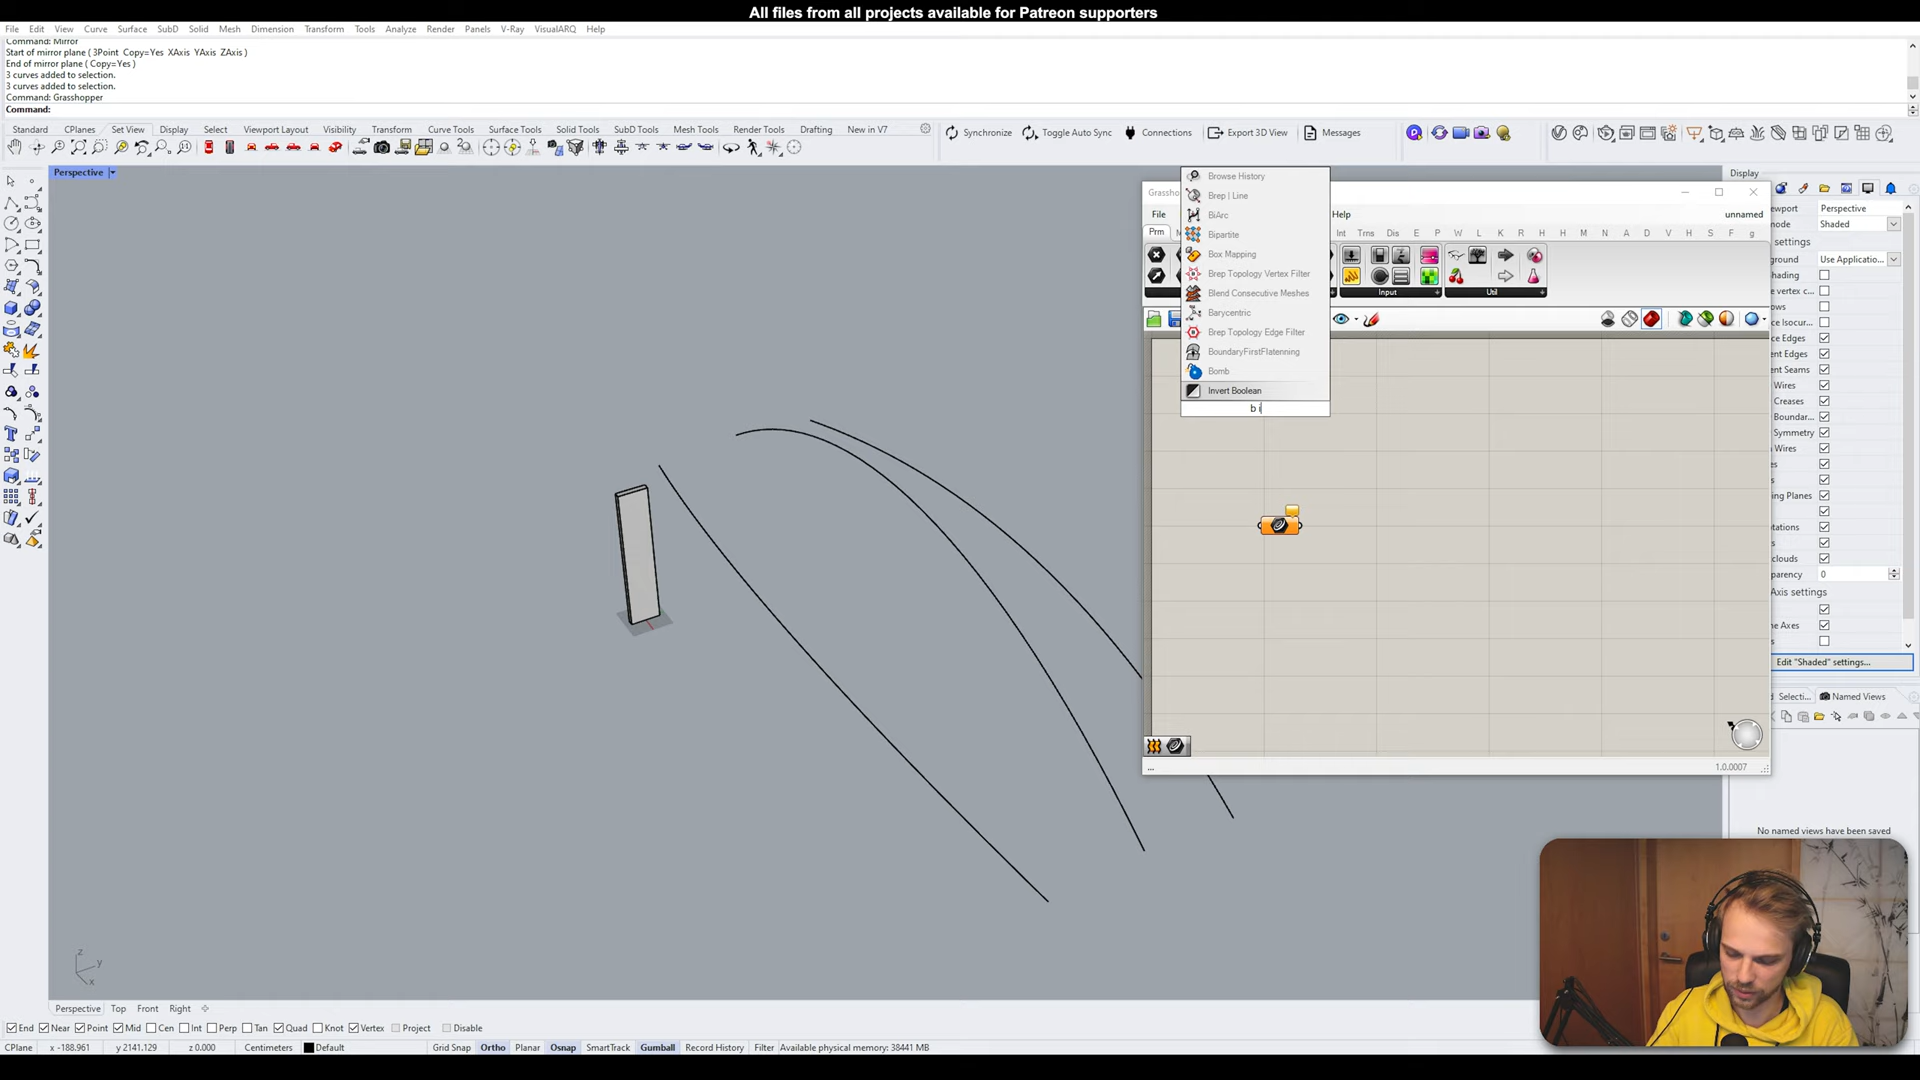 All files from all projects available for Patreon supporters
File Edit View Curve Surface SubD Solid Mesh Dimension Transform Tools Analyze Render Panels V-Ray VisualARQ Help
Command: Mirror
Start of mirror plane ( 3Point Copy=Yes XAxis YAxis ZAxis )
End of mirror plane ( Copy=Yes )
3 curves added to selection.
3 curves added to selection.
Command: Grasshopper
Command:
Standard CPlanes Set View Display Select Viewport Layout Visibility Transform Curve Tools Surface Tools Solid Tools SubD Tools Mesh Tools Render Tools Drafting New in V7
Synchronize Toggle Auto Sync Connections Export 3D View Messages
Perspective
Browse History
Brep | Line
BiArc
Bipartite
Box Mapping
Brep Topology Vertex Filter
Blend Consecutive Meshes
Barycentric
Brep Topology Edge Filter
BoundaryFirstFlatenning
Bomb
Invert Boolean
b i
Grassho
File Help unnamed
Prm Int Trns Dis E P W L K R H H M N A D V H S F g
Input Util
...
1.0.0007
Display
iewport Perspective
node Shaded
settings
ground Use Applicatio...
hading
e vertex c...
ows
ce Isocur...
e Edges
ent Edges
ent Seams
Wires
Creases
Boundar...
Symmetry
Wires
es
ing Planes
s
otations
s
clouds
parency 0
Axis settings
s
ne Axes
s
Edit "Shaded" settings...
d Selecti... Named Views
No named views have been saved
z
y
x
Perspective Top Front Right
End Near Point Mid Cen Int Perp Tan Quad Knot Vertex Project Disable
CPlane x -188.961 y 2141.129 z 0.000 Centimeters Default Grid Snap Ortho Planar Osnap SmartTrack Gumball Record History Filter Available physical memory: 38441 MB